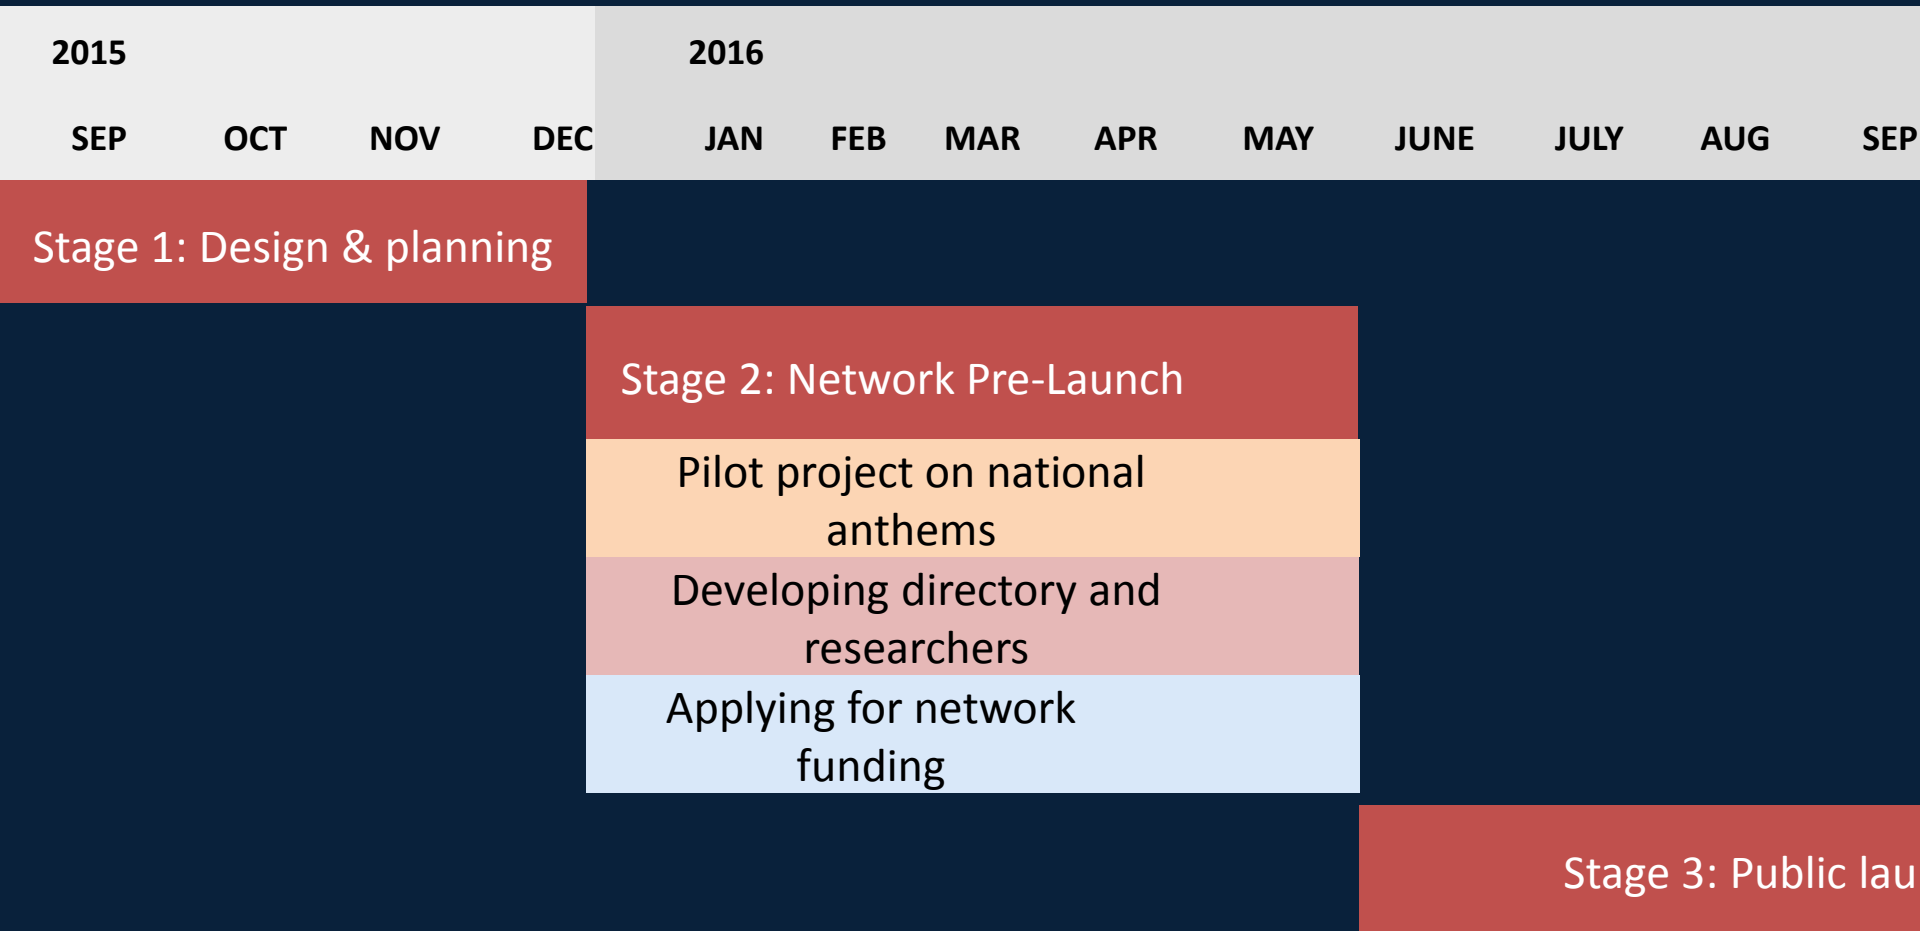 2015 2016
SEP OCT NOV DEC JAN FEB MAR APR MAY JUNE JULY AUG SEP
Stage 1: Design & planning
Stage 2: Network Pre-Launch
Pilot project on national
anthems
Developing directory and
researchers
Applying for network
funding
Stage 3: Public lau